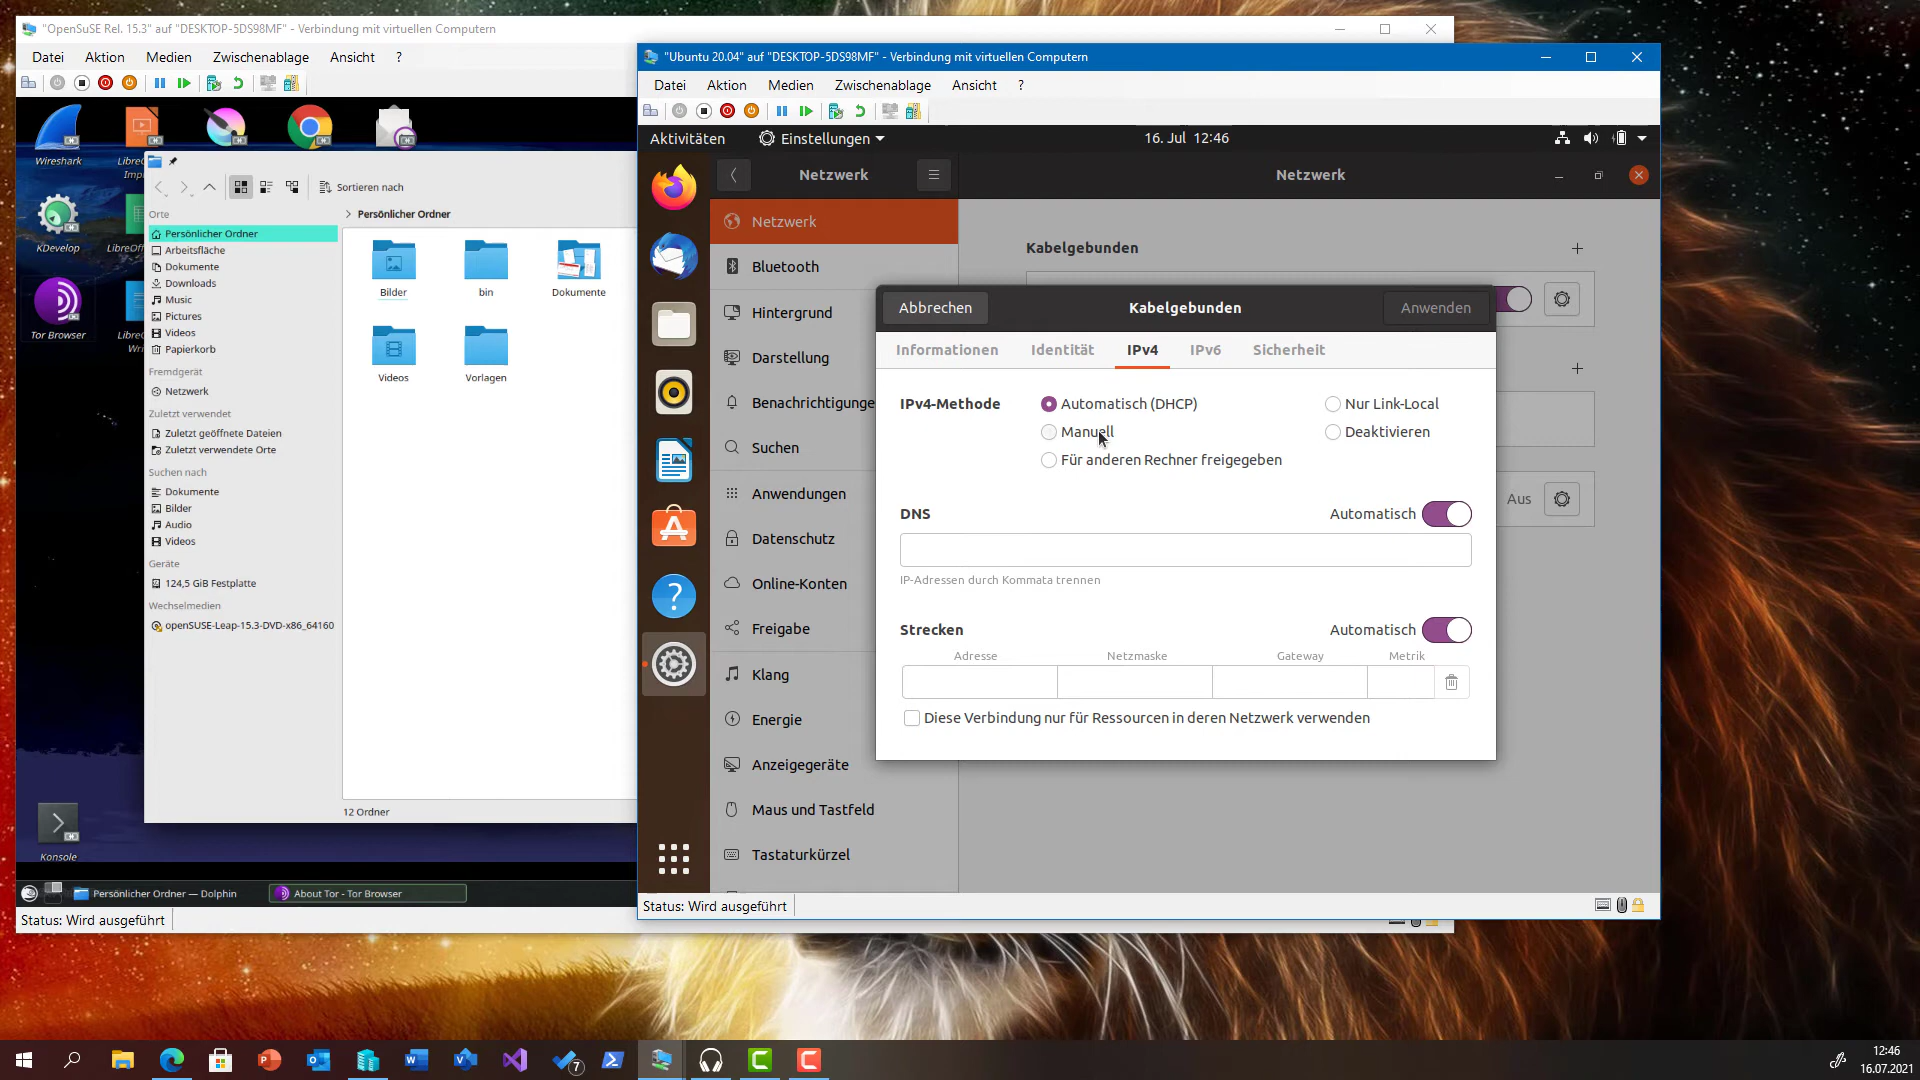 "OpenSuSE Rel. 15.3" auf "DESKTOP-5DS98MF" - Verbindung mit virtuellen Computern
Datei Aktion Medien Zwischenablage Ansicht ?
Wireshark
KDevelop
Tor Browser
Konsole
Sortieren nach
Orte
Persönlicher Ordner
Arbeitsfläche
Dokumente
Downloads
Music
Pictures
Videos
Papierkorb
Fremdgerät
Netzwerk
Zuletzt verwendet
Zuletzt geöffnete Dateien
Zuletzt verwendete Orte
Suchen nach
Dokumente
Bilder
Audio
Videos
Geräte
124,5 GiB Festplatte
Wechselmedien
openSUSE-Leap-15.3-DVD-x86_64160
Persönlicher Ordner
Bilder bin Dokumente
Videos Vorlagen
12 Ordner
Persönlicher Ordner — Dolphin
About Tor - Tor Browser
Status: Wird ausgeführt
"Ubuntu 20.04" auf "DESKTOP-5DS98MF" - Verbindung mit virtuellen Computern
Datei Aktion Medien Zwischenablage Ansicht ?
Aktivitäten Einstellungen 16. Jul 12:46
Netzwerk Netzwerk
Netzwerk
Bluetooth
Hintergrund
Darstellung
Benachrichtigunge
Suchen
Anwendungen
Datenschutz
Online-Konten
Freigabe
Klang
Energie
Anzeigegeräte
Maus und Tastfeld
Tastaturkürzel
Kabelgebunden
Aus
Abbrechen Kabelgebunden Anwenden
Informationen Identität IPv4 IPv6 Sicherheit
IPv4-Methode Automatisch (DHCP) Nur Link-Local
Manuell Deaktivieren
Für anderen Rechner freigegeben
DNS Automatisch
IP-Adressen durch Kommata trennen
Strecken Automatisch
Adresse Netzmaske Gateway Metrik
Diese Verbindung nur für Ressourcen in deren Netzwerk verwenden
Status: Wird ausgeführt
7
12:46
16.07.2021